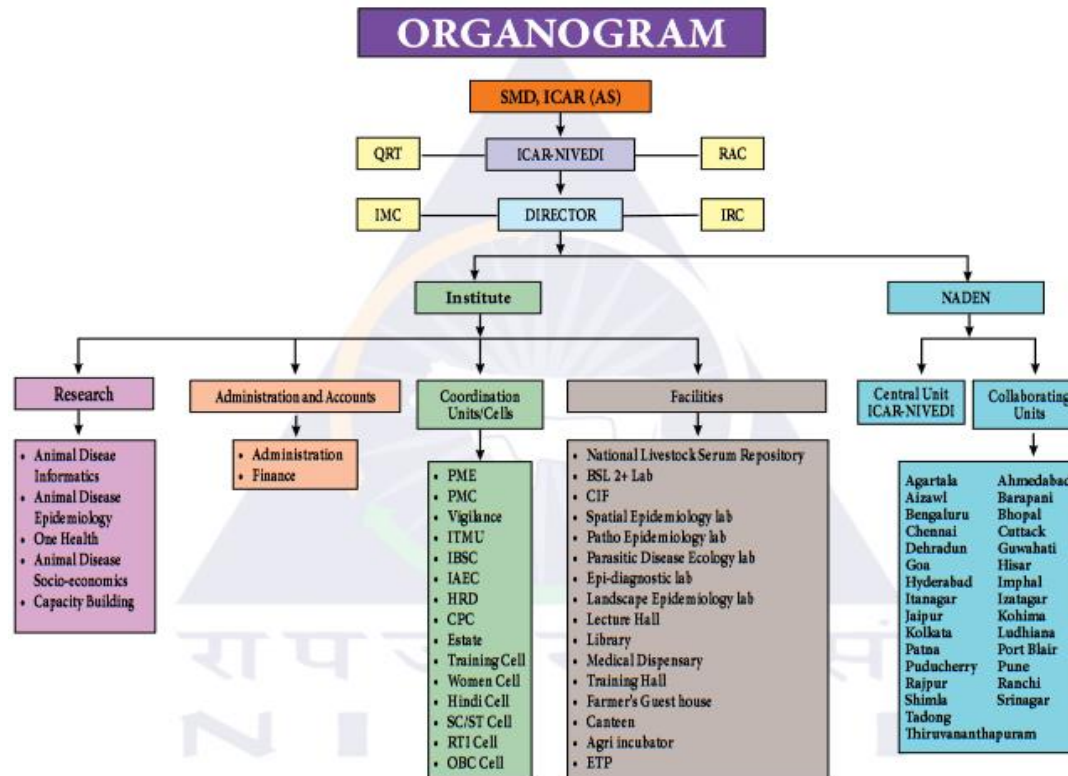 ORGANOGRAM
SMD, ICAR (AS)
QRT
ICAR-NIVEDI
RAC
IMC
DIRECTOR
IRC
Institute
NADEN
Research
Administration and Accounts
Coordination
Units/Cells
Facilities
Central Unit
ICAR-NIVEDI
Collaborating
Units
• Animal Diseae
Informatics
• Animal Disease
Epidemiology
• One Health
• Animal Disease
Socio-economics
• Capacity Building
• Administration
• Finance
• PME
• PMC
• Vigilance
• ITMU
• IBSC
• IAEC
• HRD
• CPC
• Estate
• Training Cell
• Women Cell
• Hindi Cell
• SC/ST Cell
• RTI Cell
• OBC Cell
• National Livestock Serum Repository
• BSL 2+ Lab
• CIF
• Spatial Epidemiology lab
• Patho Epidemiology lab
• Parasitic Disease Ecology lab
• Epi-diagnostic lab
• Landscape Epidemiology lab
• Lecture Hall
• Library
• Medical Dispensary
• Training Hall
• Farmer's Guest house
• Canteen
• Agri incubator
• ETP
Agartala Ahmedabad
Aizawl Barapani
Bengaluru Bhopal
Chennai Cuttack
Dehradun Guwahati
Goa Hisar
Hyderabad Imphal
Itanagar Izatagar
Jaipur Kohima
Kolkata Ludhiana
Patna Port Blair
Puducherry Pune
Rajpur Ranchi
Shimla Srinagar
Tadong
Thiruvananthapuram